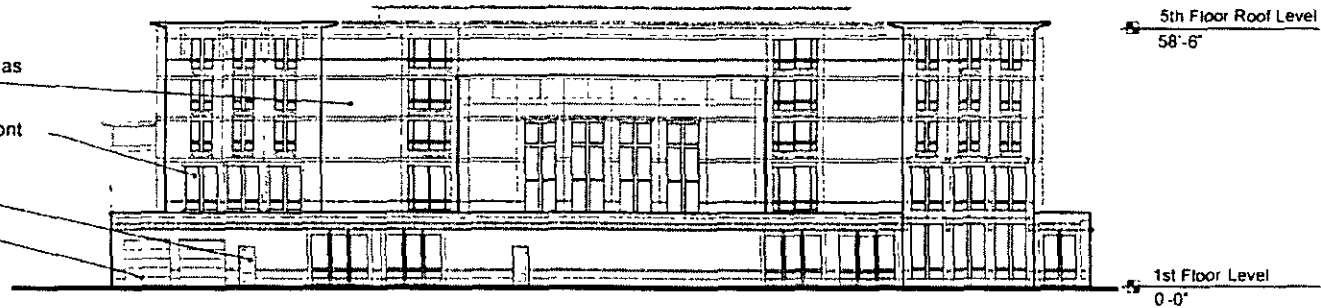 5th Floor Roof Level
58'-6"
as
ont
1st Floor Level
0-0"